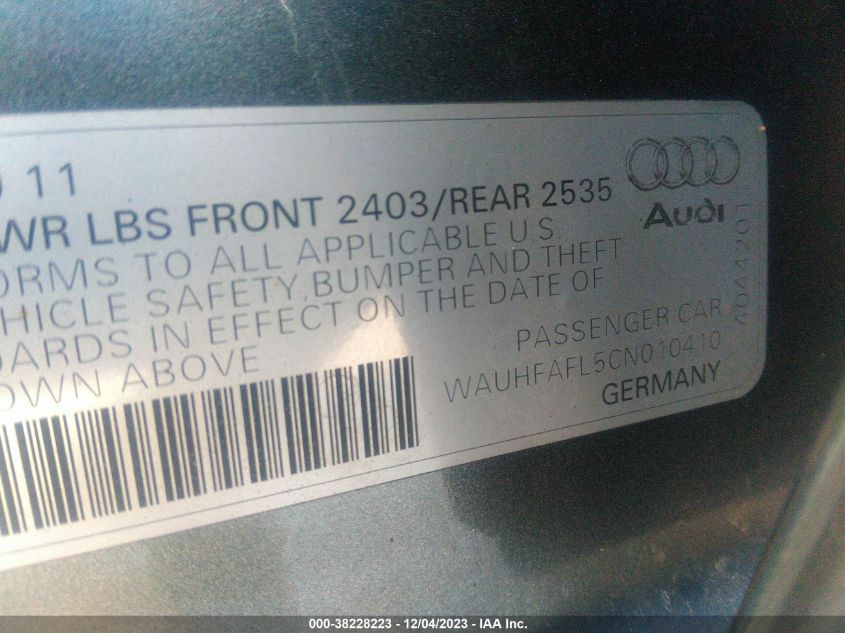 11
WR LBS FRONT 2403/REAR 2535
ORMS TO ALL APPLICABLE U S
HICLE SAFETY, BUMPER AND THEFT
ARDS IN EFFECT ON THE DATE OF
OWN ABOVE
Audi
4044201
PASSENGER CAR
WAUHFAFL5CN010410
GERMANY
000-38228223 - 12/04/2023 - IAA Inc.